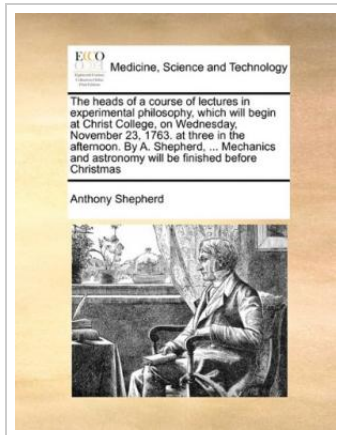 ECCO
Medicine, Science and Technology
The heads of a course of lectures in
experimental philosophy, which will begin
at Christ College, on Wednesday,
November 23, 1763. at three in the
afternoon. By A. Shepherd, ... Mechanics
and astronomy will be finished before
Christmas
Anthony Shepherd